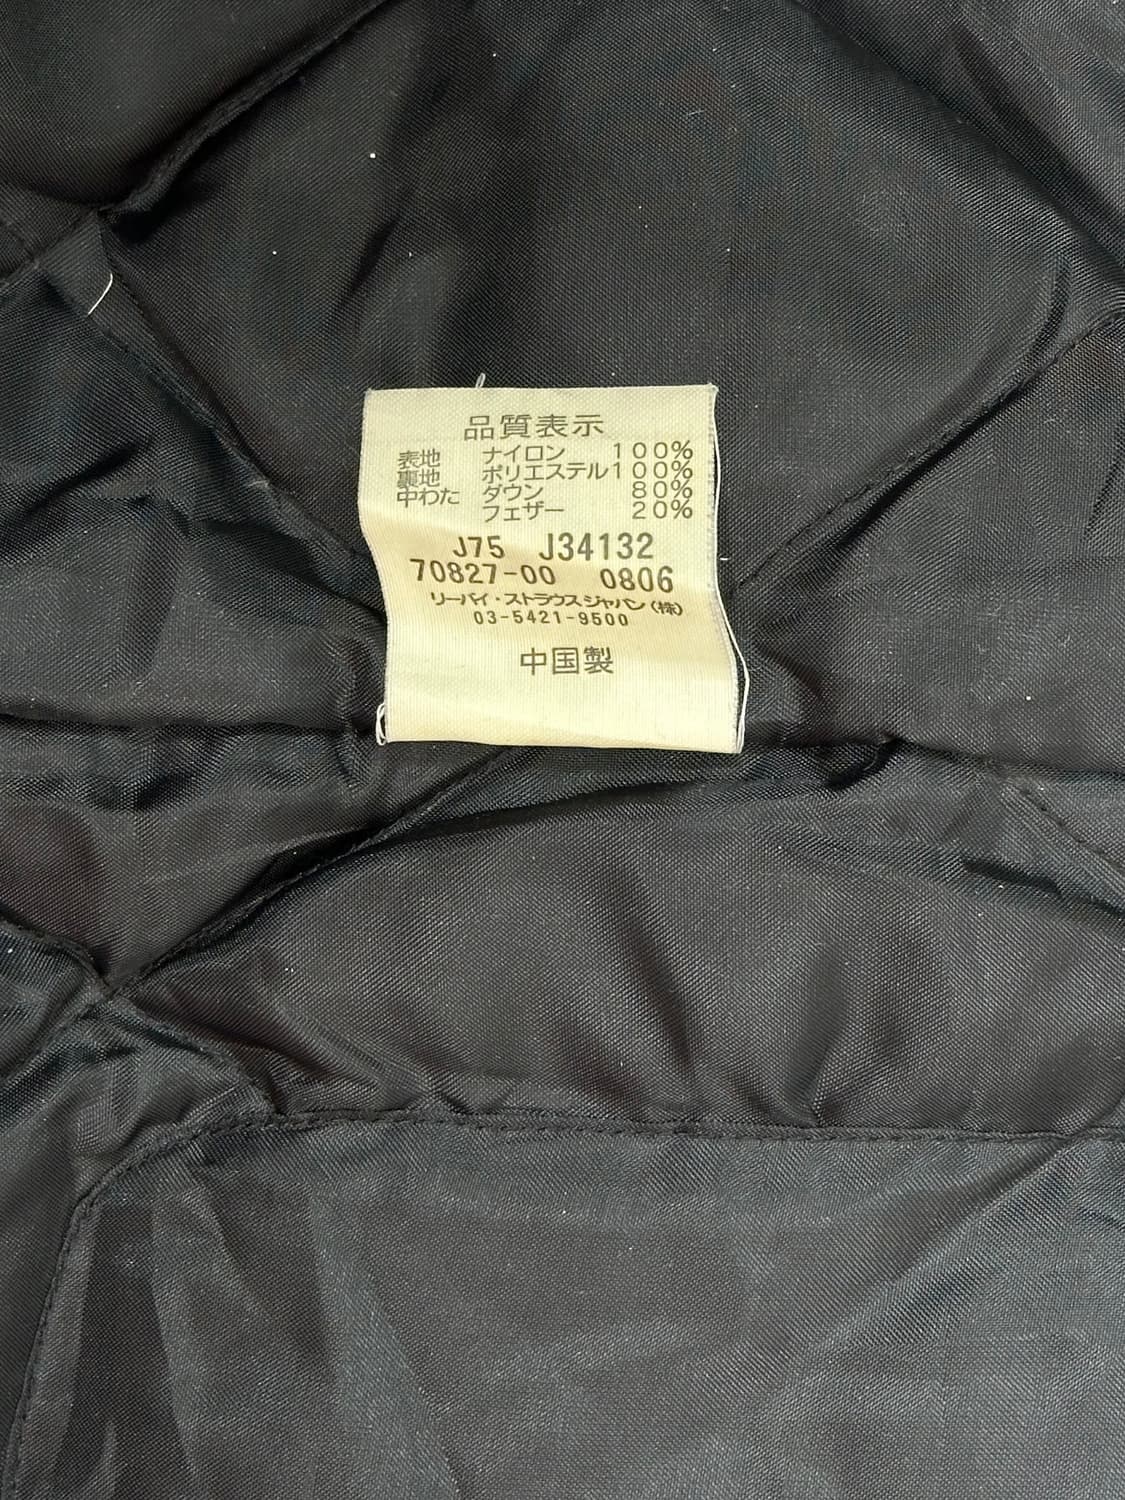 品質表示
表地 ナイロン 100%
裏地 ポリエステル100%
中わた ダウン 80%
フェザー 20%
J75 J34132
70827-00 0806
リーバイ・ストラウスジャパン(株)
03-5421-9500
中国製